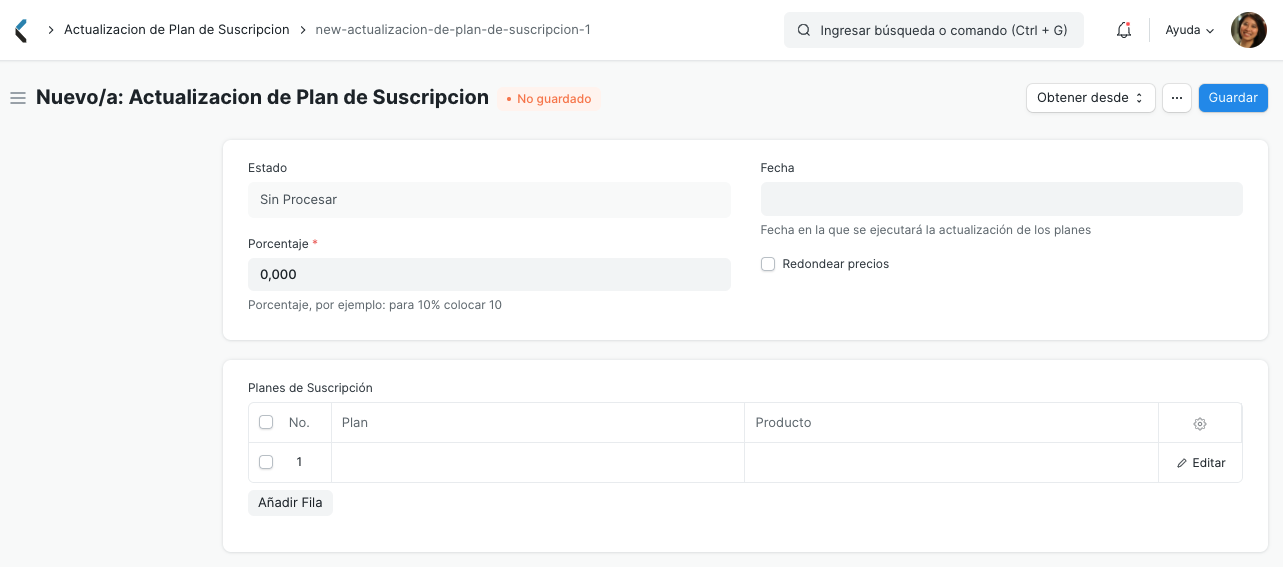 Actualizacion de Plan de Suscripcion new-actualizacion-de-plan-de-suscripcion-1 Ingresar búsqueda o comando (Ctrl + G) Ayuda
Nuevo/a: Actualizacion de Plan de Suscripcion • No guardado Obtener desde ··· Guardar
Estado
Sin Procesar
Porcentaje *
0,000
Porcentaje, por ejemplo: para 10% colocar 10
Fecha
Fecha en la que se ejecutará la actualización de los planes
Redondear precios
Planes de Suscripción
No. Plan Producto
1 Editar
Añadir Fila